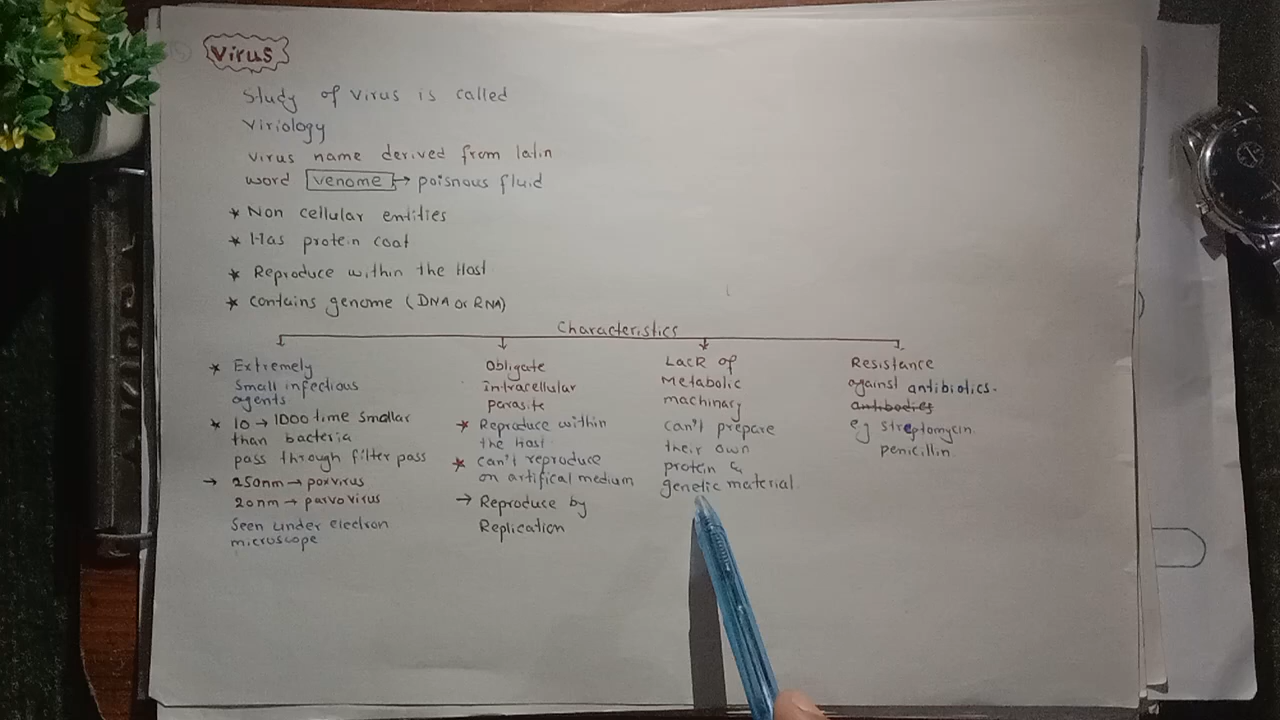 Virus
Study of virus is called
Viriology
virus name derived from latin
word venome → poisnous fluid
* Non cellular entities
* Has protein coat
* Reproduce within the Host
* contains genome (DNA or RNA)
Characteristics
* Extremely
Small infectious
agents
* 10 → 1000 time smaller
than bacteria
pass through filter pass
→ 250nm → poxvirus
20nm → parvovirus
Seen under electron
microscope
Obligate
intracellular
parasite
* Reproduce within
the Host
* can't reproduce
on artifical medium
→ Reproduce by
Replication
Lack of
Metabolic
machinary
can't prepare
their own
protein &
genetic material
Resistance
against antibiotics.
antibodies
eg streptomycin.
penicillin.